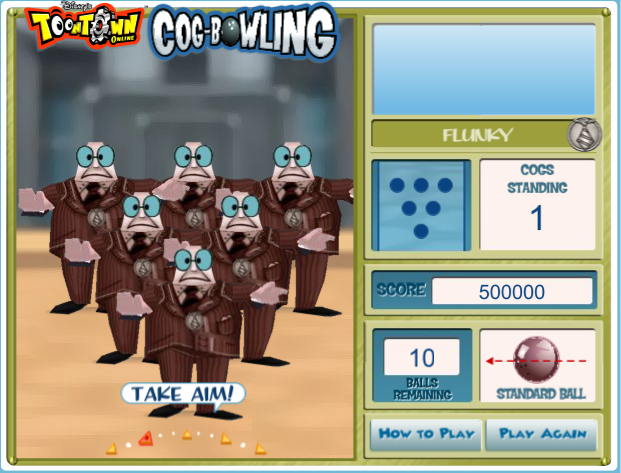 Disney's
TOONTOWN
ONLINE
COG-BOWLING
FLUNKY
COGS
STANDING
1
SCORE
500000
10
BALLS
REMAINING
STANDARD BALL
TAKE AIM!
HOW TO PLAY
PLAY AGAIN